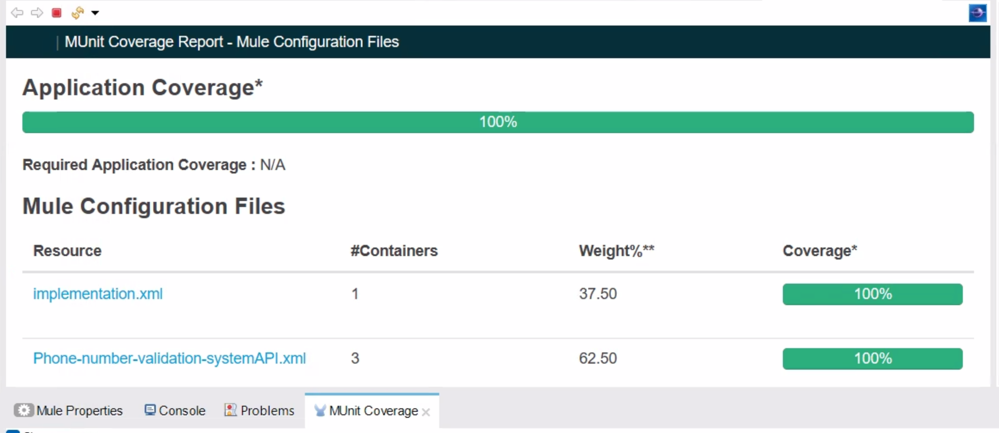 | MUnit Coverage Report - Mule Configuration Files
Application Coverage*
100%
Required Application Coverage : N/A
Mule Configuration Files
Resource #Containers Weight%** Coverage*
implementation.xml 1 37.50 100%
Phone-number-validation-systemAPI.xml 3 62.50 100%
Mule Properties Console Problems MUnit Coverage